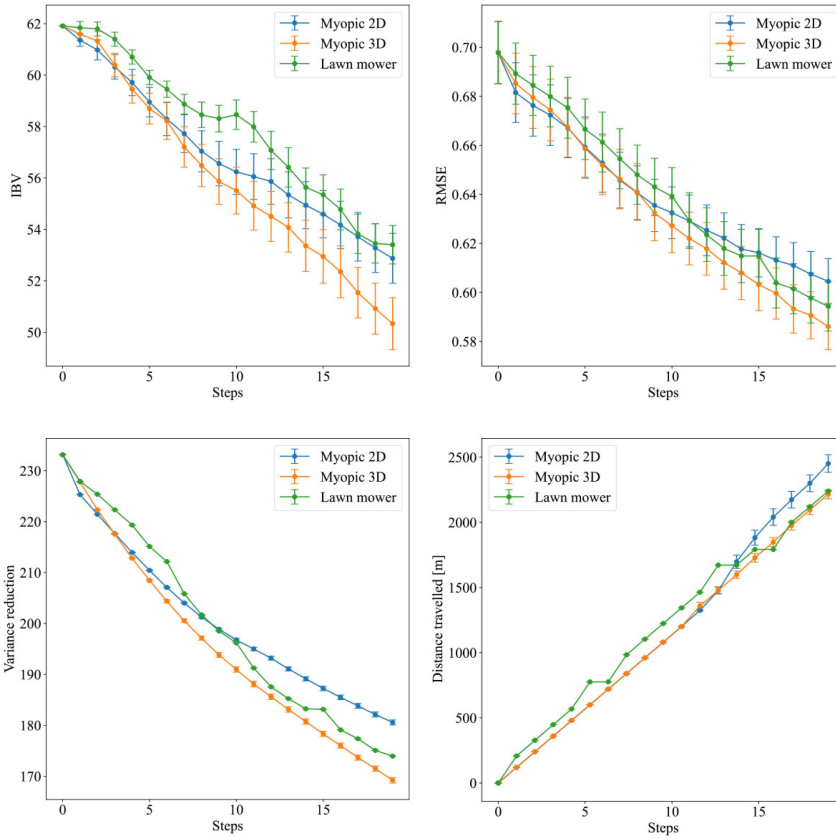 62
60
58
56
54
52
50
IBV
0
5
10
15
Steps
Myopic 2D
Myopic 3D
Lawn mower
0.70
0.68
0.66
0.64
0.62
0.60
0.58
RMSE
0
5
10
15
Steps
Myopic 2D
Myopic 3D
Lawn mower
230
220
210
200
190
180
170
Variance reduction
0
5
10
15
Steps
Myopic 2D
Myopic 3D
Lawn mower
2500
2000
1500
1000
500
0
Distance travelled [m]
0
5
10
15
Steps
Myopic 2D
Myopic 3D
Lawn mower